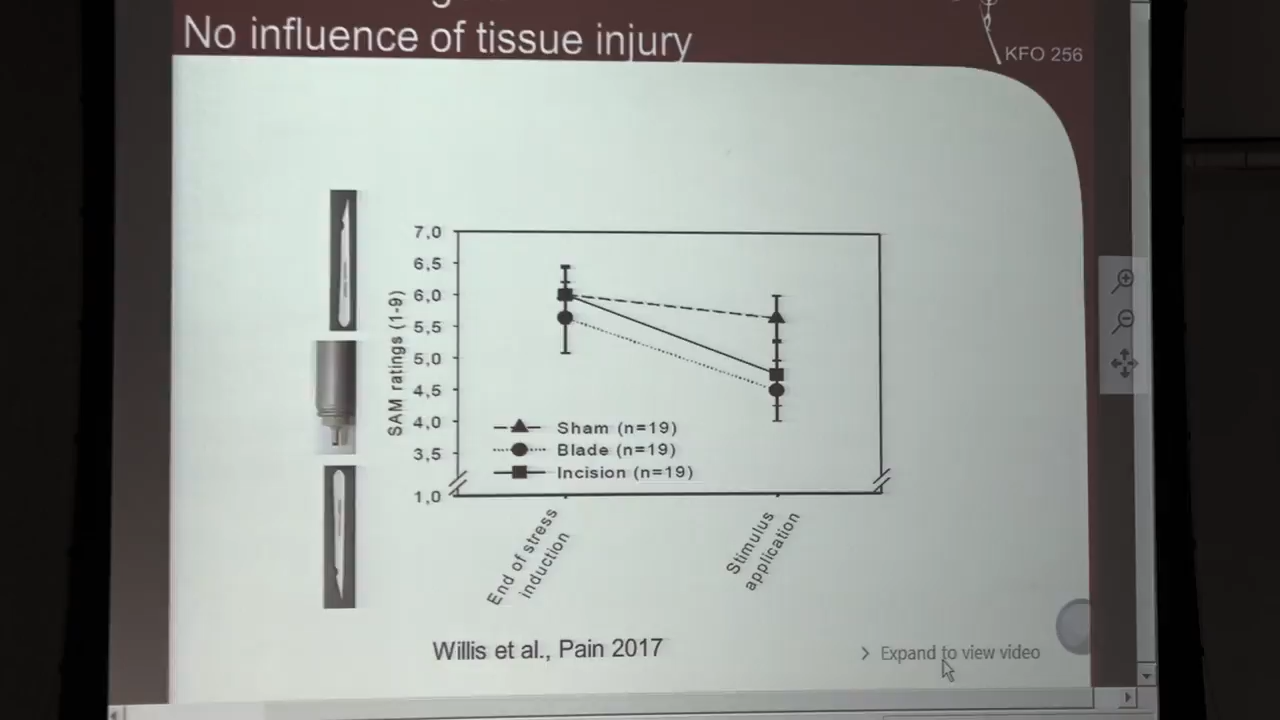 No influence of tissue injury
KFO 256
7,0
6,5
6,0
5,5
5,0
4,5
4,0
3,5
1,0
SAM ratings (1-9)
Sham (n=19)
Blade (n=19)
Incision (n=19)
End of stress
induction
Stimulus
application
Willis et al., Pain 2017
> Expand to view video